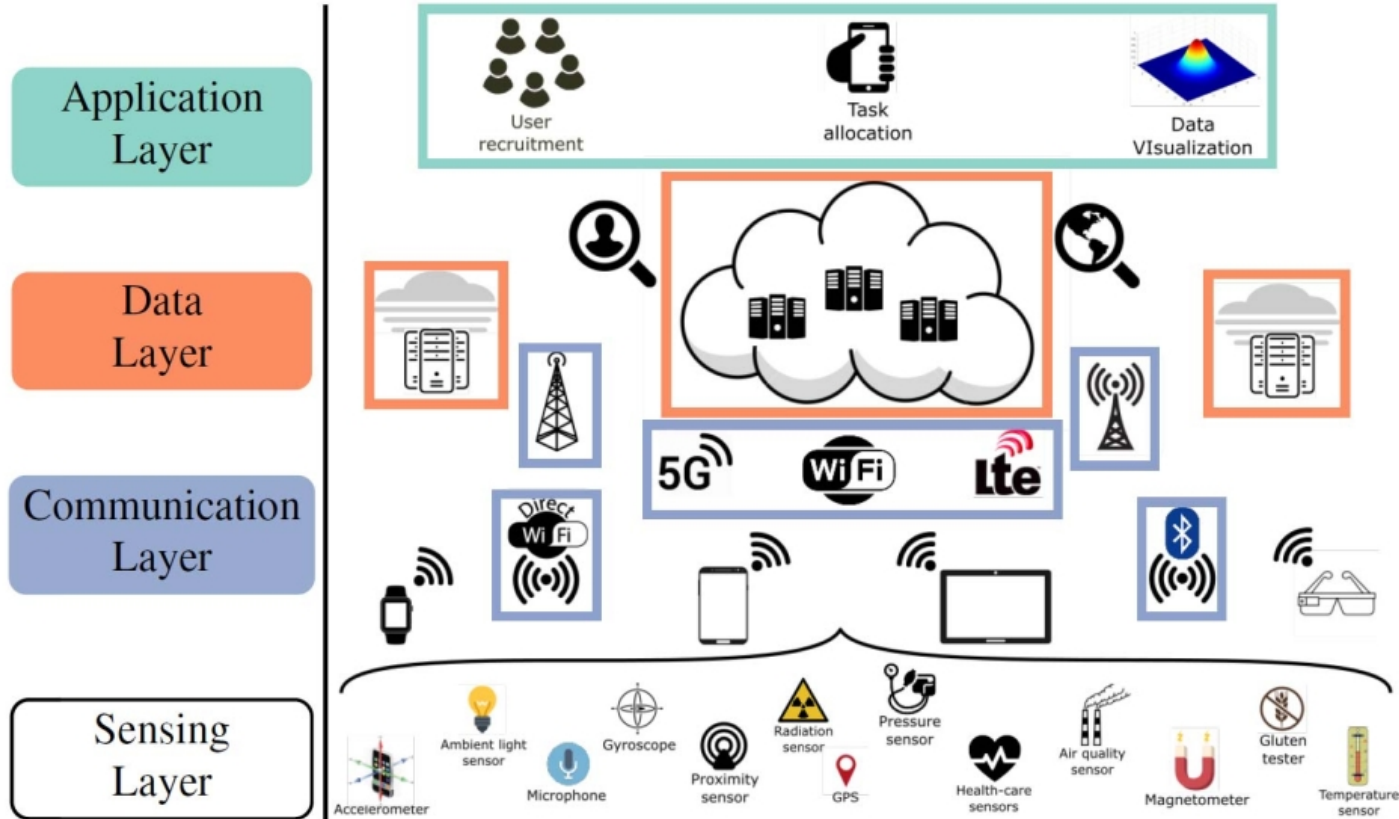 Application
Layer
User
recruitment
Task
allocation
Data
VIsualization
Data
Layer
5G
WiFi
Lte
Communication
Layer
Direct
WiFi
Sensing
Layer
Accelerometer
Ambient light
sensor
Microphone
Gyroscope
Proximity
sensor
Radiation
sensor
GPS
Pressure
sensor
Health-care
sensors
Air quality
sensor
Magnetometer
Gluten
tester
Temperature
sensor